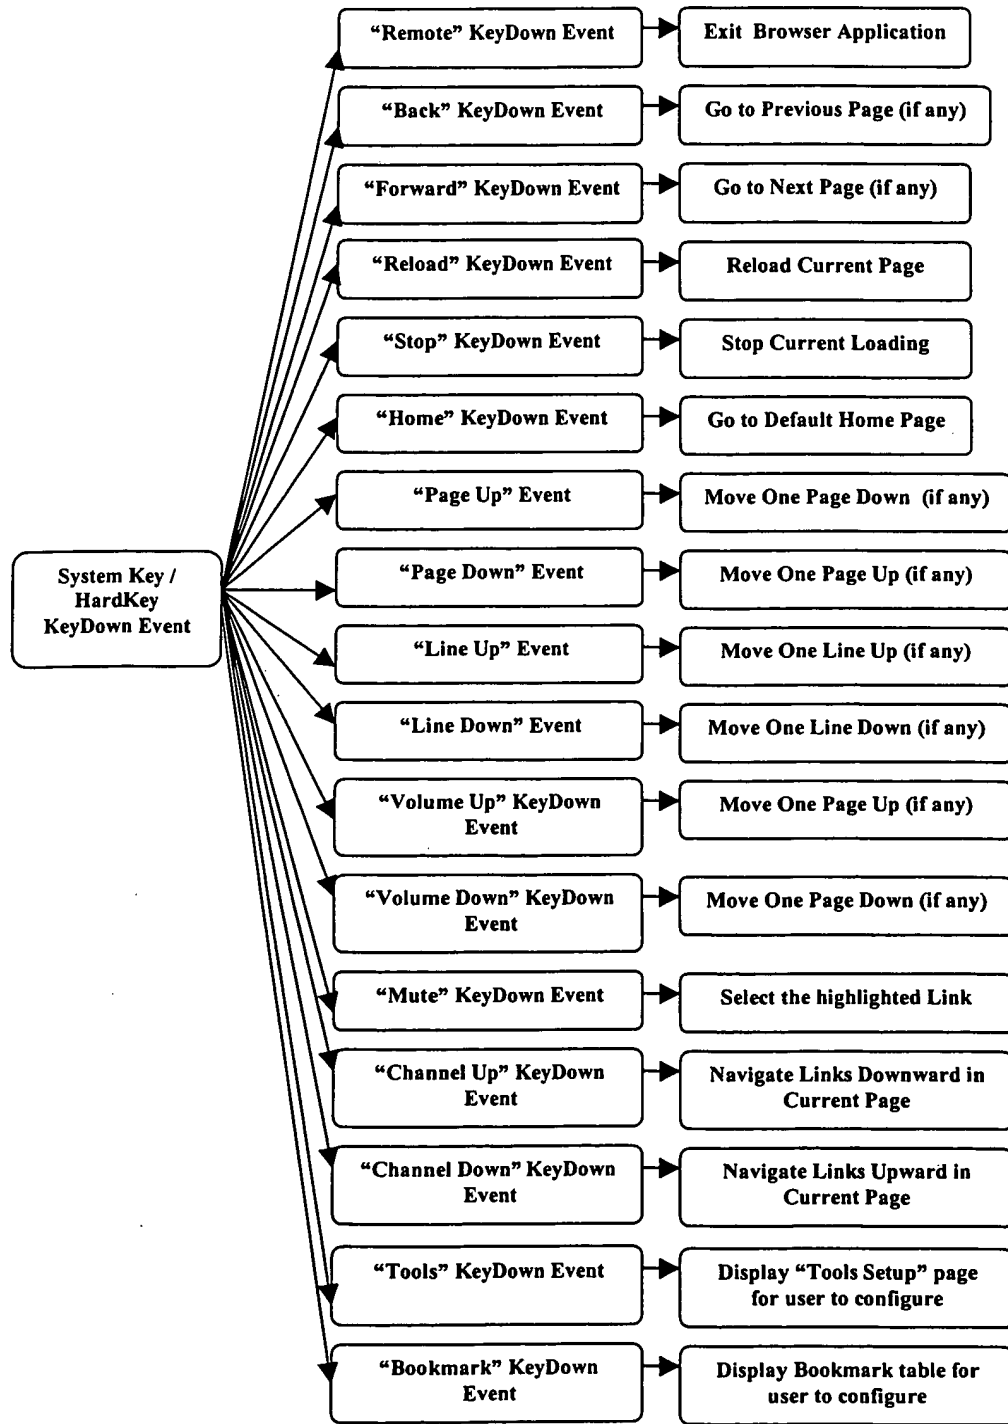 “Remote” KeyDown Event
Exit Browser Application
“Back” KeyDown Event
Go to Previous Page (if any)
“Forward” KeyDown Event
Go to Next Page (if any)
“Reload” KeyDown Event
Reload Current Page
“Stop” KeyDown Event
Stop Current Loading
“Home” KeyDown Event
Go to Default Home Page
“Page Up” Event
Move One Page Down (if any)
System Key /
HardKey
KeyDown Event
“Page Down” Event
Move One Page Up (if any)
“Line Up” Event
Move One Line Up (if any)
“Line Down” Event
Move One Line Down (if any)
“Volume Up” KeyDown
Event
Move One Page Up (if any)
“Volume Down” KeyDown
Event
Move One Page Down (if any)
“Mute” KeyDown Event
Select the highlighted Link
“Channel Up” KeyDown
Event
Navigate Links Downward in
Current Page
“Channel Down” KeyDown
Event
Navigate Links Upward in
Current Page
“Tools” KeyDown Event
Display “Tools Setup” page
for user to configure
“Bookmark” KeyDown
Event
Display Bookmark table for
user to configure